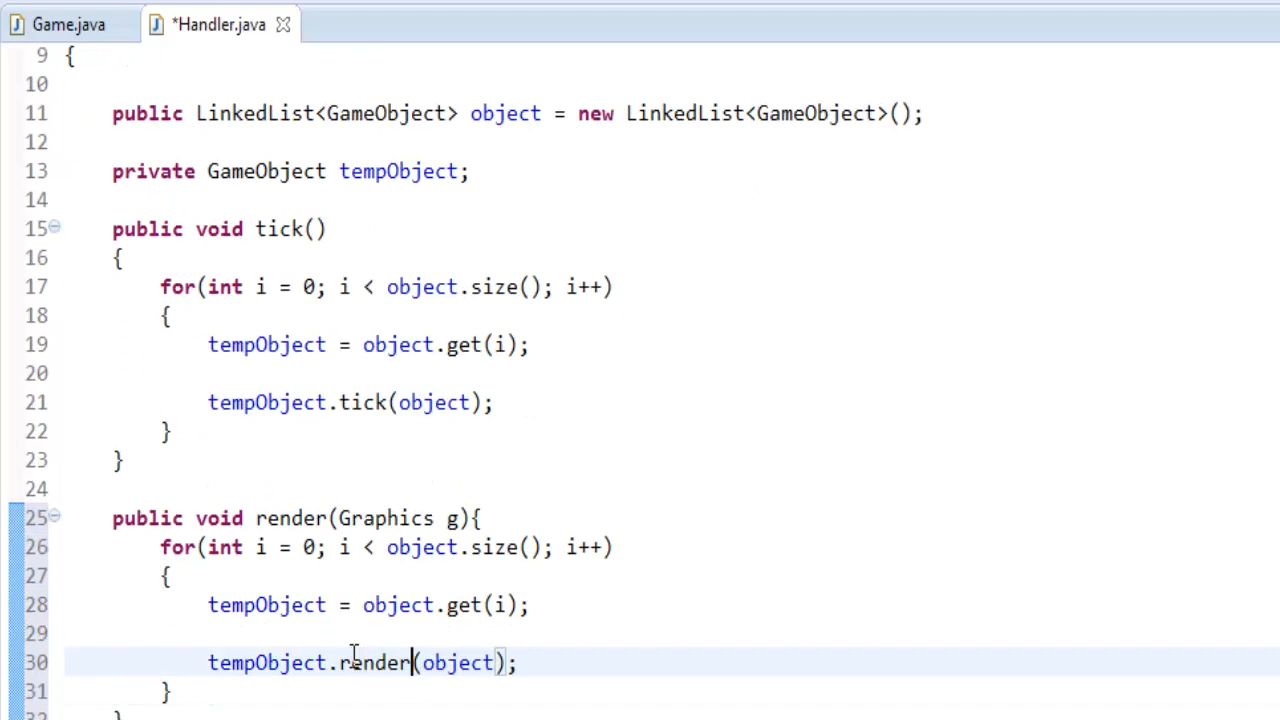 Game.java *Handler.java
9 {
10
11 public LinkedList<GameObject> object = new LinkedList<GameObject>();
12
13 private GameObject tempObject;
14
15 public void tick()
16 {
17 for(int i = 0; i < object.size(); i++)
18 {
19 tempObject = object.get(i);
20
21 tempObject.tick(object);
22 }
23 }
24
25 public void render(Graphics g){
26 for(int i = 0; i < object.size(); i++)
27 {
28 tempObject = object.get(i);
29
30 tempObject.render(object);
31 }
32 }